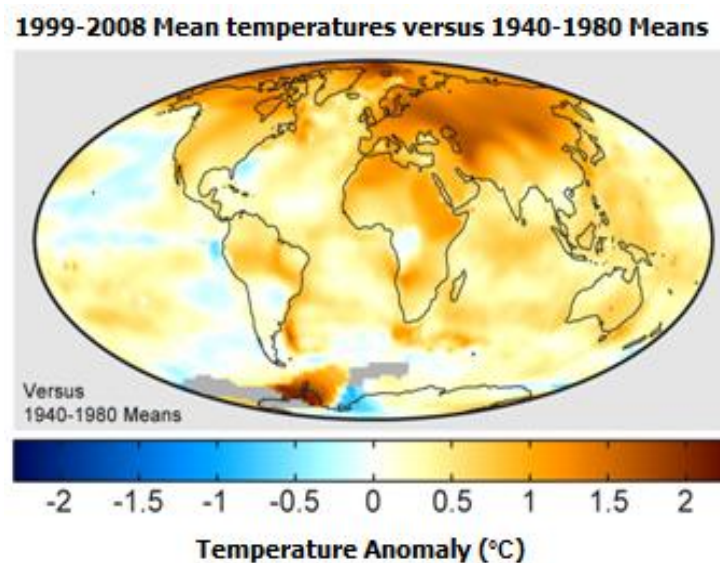 1999-2008 Mean temperatures versus 1940-1980 Means
Versus
1940-1980 Means
-2 -1.5 -1 -0.5 0 0.5 1 1.5 2
Temperature Anomaly (°C)